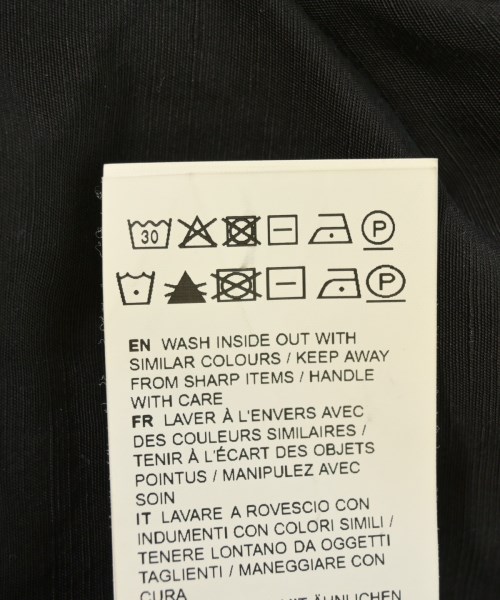 30 P
P
EN WASH INSIDE OUT WITH
SIMILAR COLOURS / KEEP AWAY
FROM SHARP ITEMS / HANDLE
WITH CARE
FR LAVER À L'ENVERS AVEC
DES COULEURS SIMILAIRES /
TENIR À L'ÉCART DES OBJETS
POINTUS / MANIPULEZ AVEC
SOIN
IT LAVARE A ROVESCIO CON
INDUMENTI CON COLORI SIMILI /
TENERE LONTANO DA OGGETTI
TAGLIENTI / MANEGGIARE CON
CURA
MIT ÄHNLICHEN